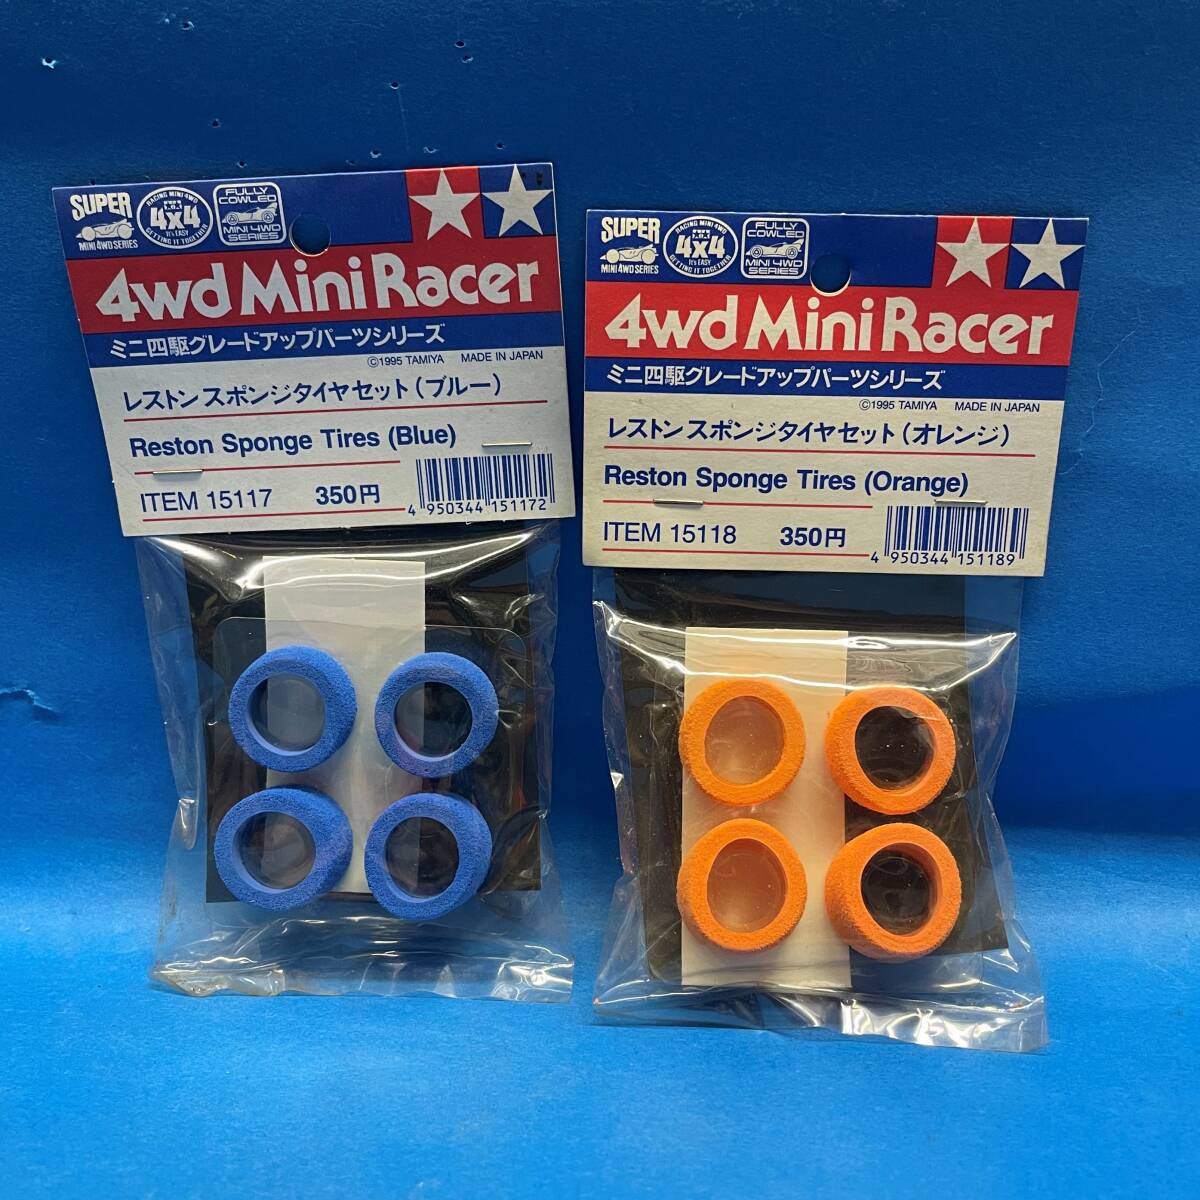 SUPER
MINI 4WD SERIES
RACING MINI 4WD
4x4
It's EASY
GETTING IT TOGETHER
FULLY
COWLED
MINI 4WD
SERIES
4wd Mini Racer
ミニ四駆グレードアップパーツシリーズ
©1995 TAMIYA MADE IN JAPAN
レストン スポンジタイヤセット(ブルー)
Reston Sponge Tires (Blue)
ITEM 15117 350円
4 950344 151172
SUPER
MINI 4WD SERIES
RACING MINI 4WD
4x4
It's EASY
GETTING IT TOGETHER
FULLY
COWLED
MINI 4WD
SERIES
4wd Mini Racer
ミニ四駆グレードアップパーツシリーズ
©1995 TAMIYA MADE IN JAPAN
レストン スポンジタイヤセット(オレンジ)
Reston Sponge Tires (Orange)
ITEM 15118 350円
4 950344 151189